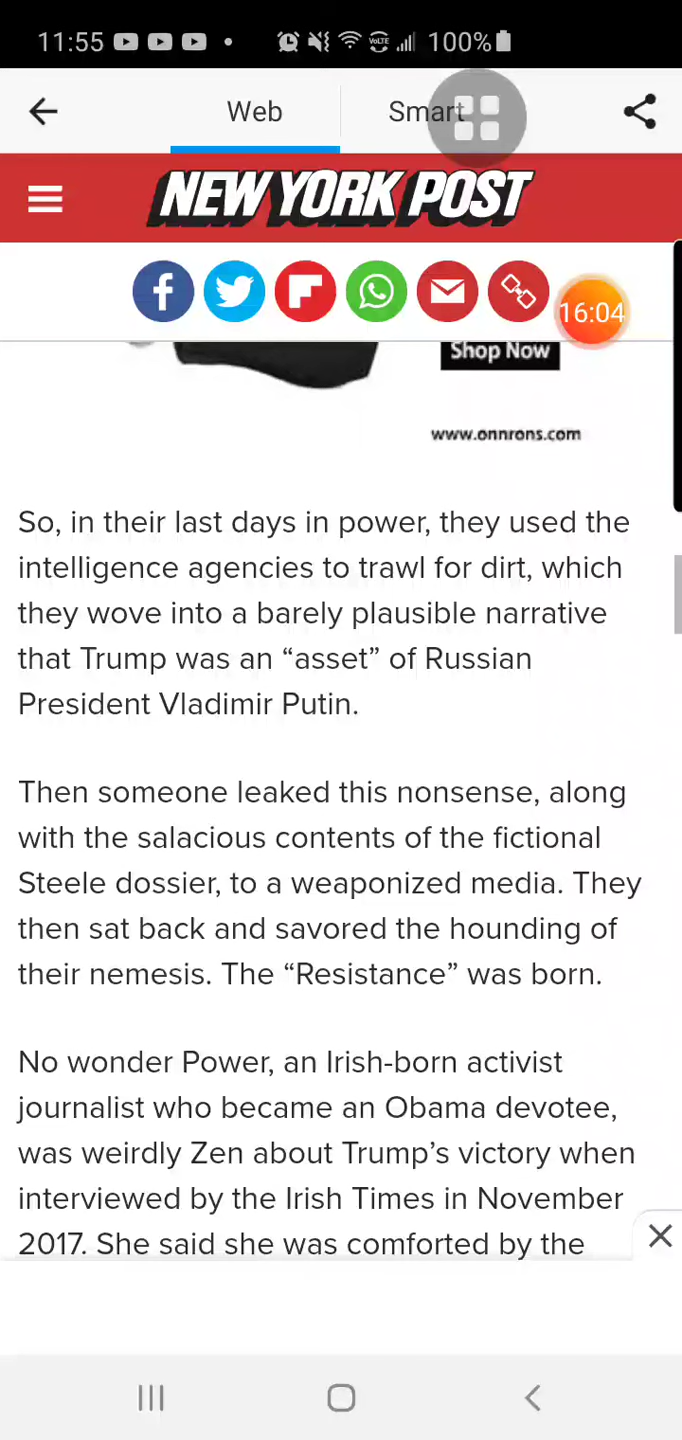 11:55 100%
Web Smart
NEW YORK POST
16:04
Shop Now
www.onnrons.com
So, in their last days in power, they used the
intelligence agencies to trawl for dirt, which
they wove into a barely plausible narrative
that Trump was an “asset” of Russian
President Vladimir Putin.
Then someone leaked this nonsense, along
with the salacious contents of the fictional
Steele dossier, to a weaponized media. They
then sat back and savored the hounding of
their nemesis. The “Resistance” was born.
No wonder Power, an Irish-born activist
journalist who became an Obama devotee,
was weirdly Zen about Trump’s victory when
interviewed by the Irish Times in November
2017. She said she was comforted by the